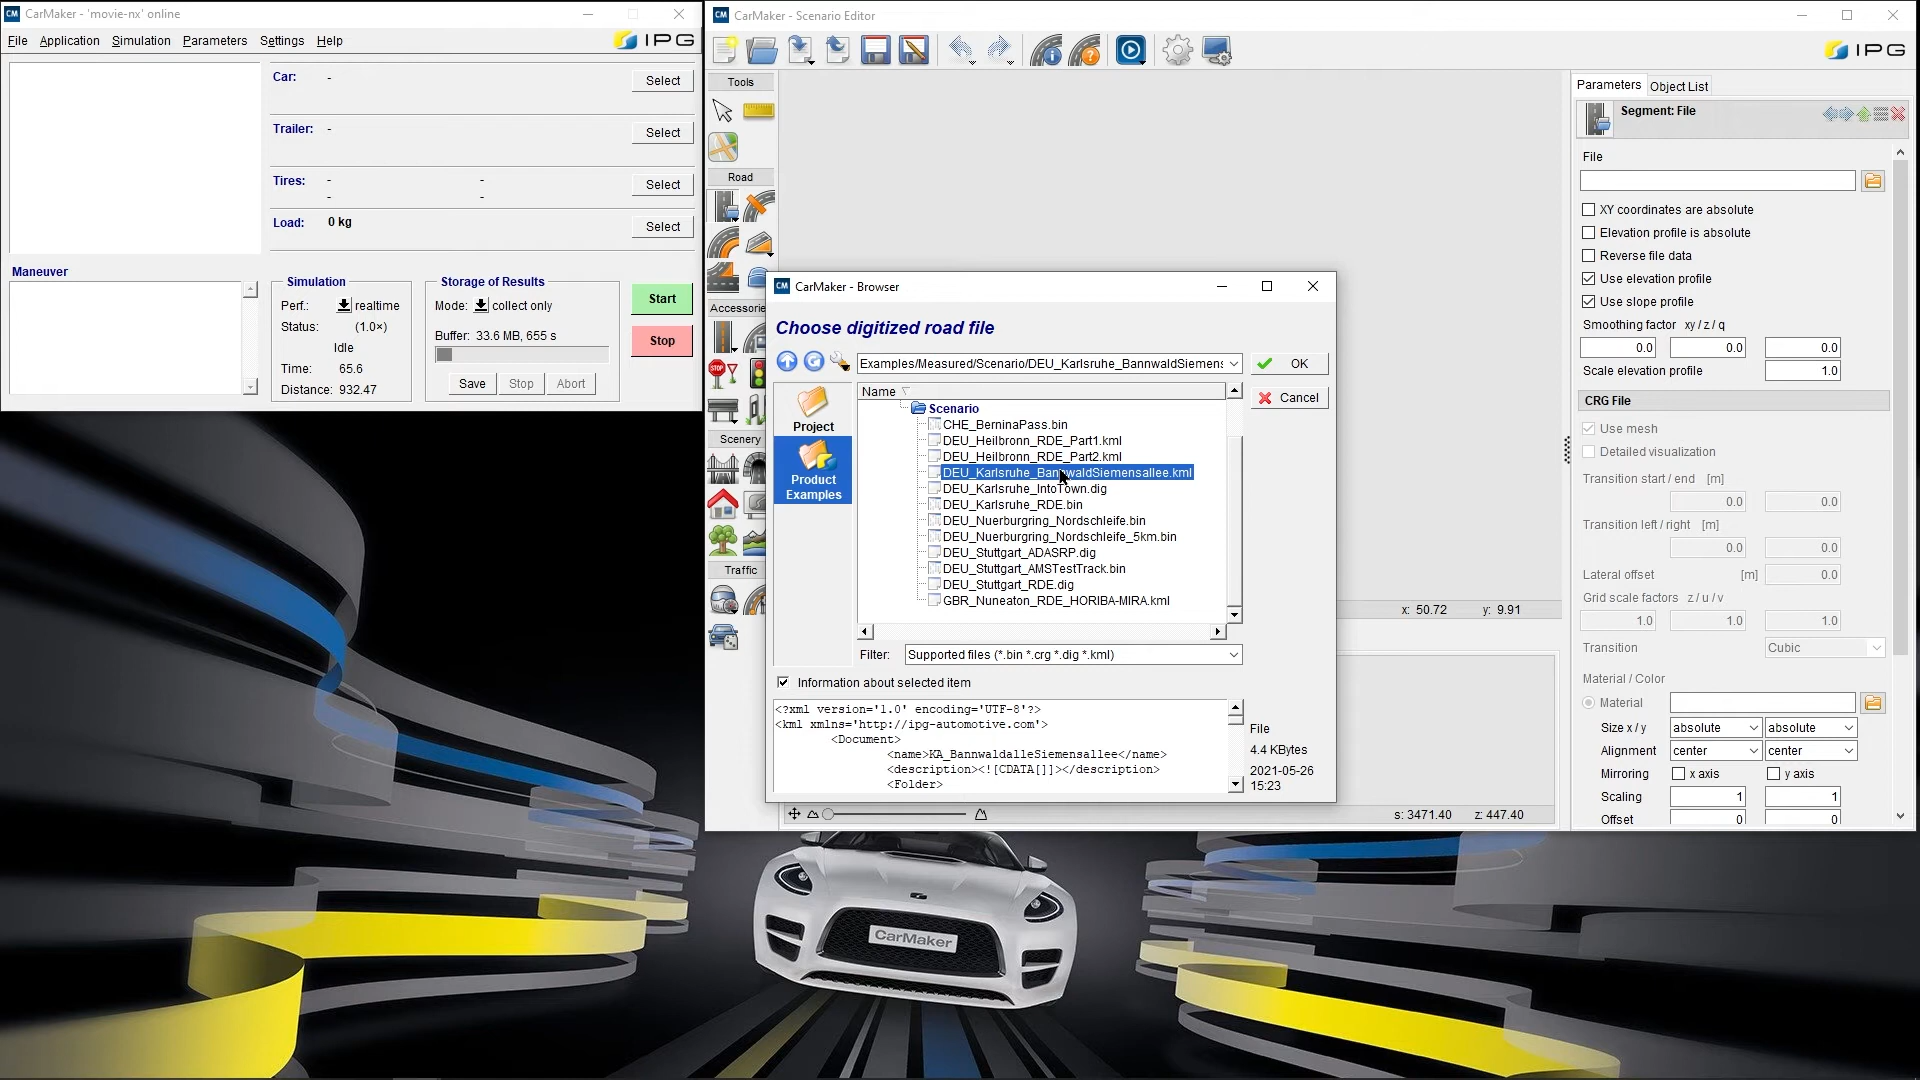 CM CarMaker - 'movie-nx' online
File Application Simulation Parameters Settings Help IPG
Car: - Select
Trailer: - Select
Tires: - - Select
- -
Load: 0 kg Select
Maneuver
Simulation
Perf.: realtime
Status: (1.0×)
Idle
Time: 65.6
Distance: 932.47
Storage of Results
Mode: collect only
Buffer: 33.6 MB, 655 s
Save Stop Abort
Start
Stop
CM CarMaker - Scenario Editor
IPG
Tools
Road
Accessories
STOP
Scenery
Traffic
x: 50.72 y: 9.91
s: 3471.40 z: 447.40
CM CarMaker - Browser
Choose digitized road file
Examples/Measured/Scenario/DEU_Karlsruhe_BannwaldSiemens
OK
Cancel
Project
Product
Examples
Name
Scenario
CHE_BerninaPass.bin
DEU_Heilbronn_RDE_Part1.kml
DEU_Heilbronn_RDE_Part2.kml
DEU_Karlsruhe_BannwaldSiemensallee.kml
DEU_Karlsruhe_IntoTown.dig
DEU_Karlsruhe_RDE.bin
DEU_Nuerburgring_Nordschleife.bin
DEU_Nuerburgring_Nordschleife_5km.bin
DEU_Stuttgart_ADASRP.dig
DEU_Stuttgart_AMSTestTrack.bin
DEU_Stuttgart_RDE.dig
GBR_Nuneaton_RDE_HORIBA-MIRA.kml
Filter: Supported files (*.bin *.crg *.dig *.kml)
Information about selected item
<?xml version='1.0' encoding='UTF-8'?>
<kml xmlns='http://ipg-automotive.com'>
<Document>
<name>KA_BannwaldalleSiemensallee</name>
<description><![CDATA[]]></description>
<Folder>
File
4.4 KBytes
2021-05-26
15:23
Parameters Object List
Segment: File
File
XY coordinates are absolute
Elevation profile is absolute
Reverse file data
Use elevation profile
Use slope profile
Smoothing factor xy / z / q
0.0 0.0 0.0
Scale elevation profile 1.0
CRG File
Use mesh
Detailed visualization
Transition start / end [m]
0.0 0.0
Transition left / right [m]
0.0 0.0
Lateral offset [m] 0.0
Grid scale factors z / u / v
1.0 1.0 1.0
Transition Cubic
Material / Color
Material
Size x / y absolute absolute
Alignment center center
Mirroring x axis y axis
Scaling 1 1
Offset 0 0
CarMaker